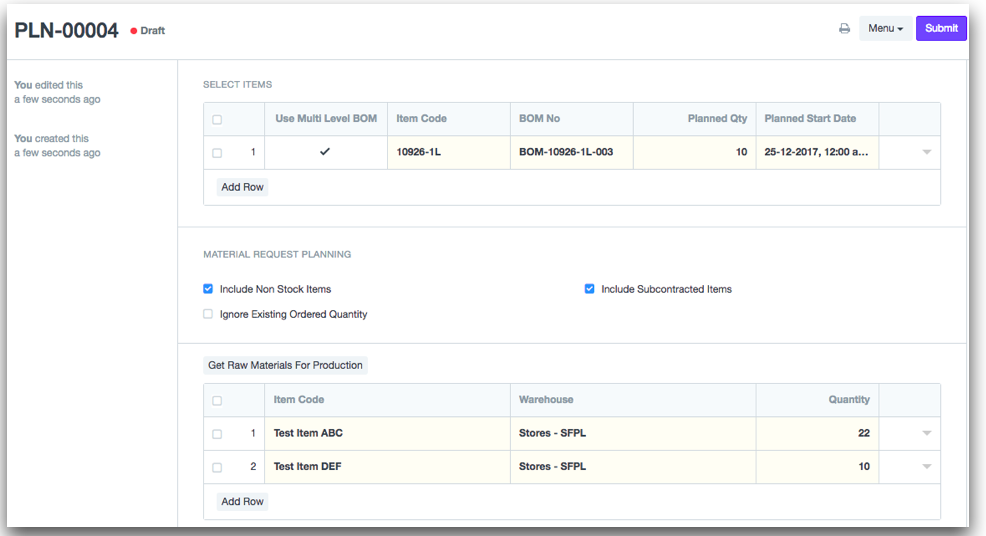 PLN-00004 Draft Menu Submit
You edited this
a few seconds ago
You created this
a few seconds ago
SELECT ITEMS
Use Multi Level BOM Item Code BOM No Planned Qty Planned Start Date
1 10926-1L BOM-10926-1L-003 10 25-12-2017, 12:00 a...
Add Row
MATERIAL REQUEST PLANNING
Include Non Stock Items Include Subcontracted Items
Ignore Existing Ordered Quantity
Get Raw Materials For Production
Item Code Warehouse Quantity
1 Test Item ABC Stores - SFPL 22
2 Test Item DEF Stores - SFPL 10
Add Row